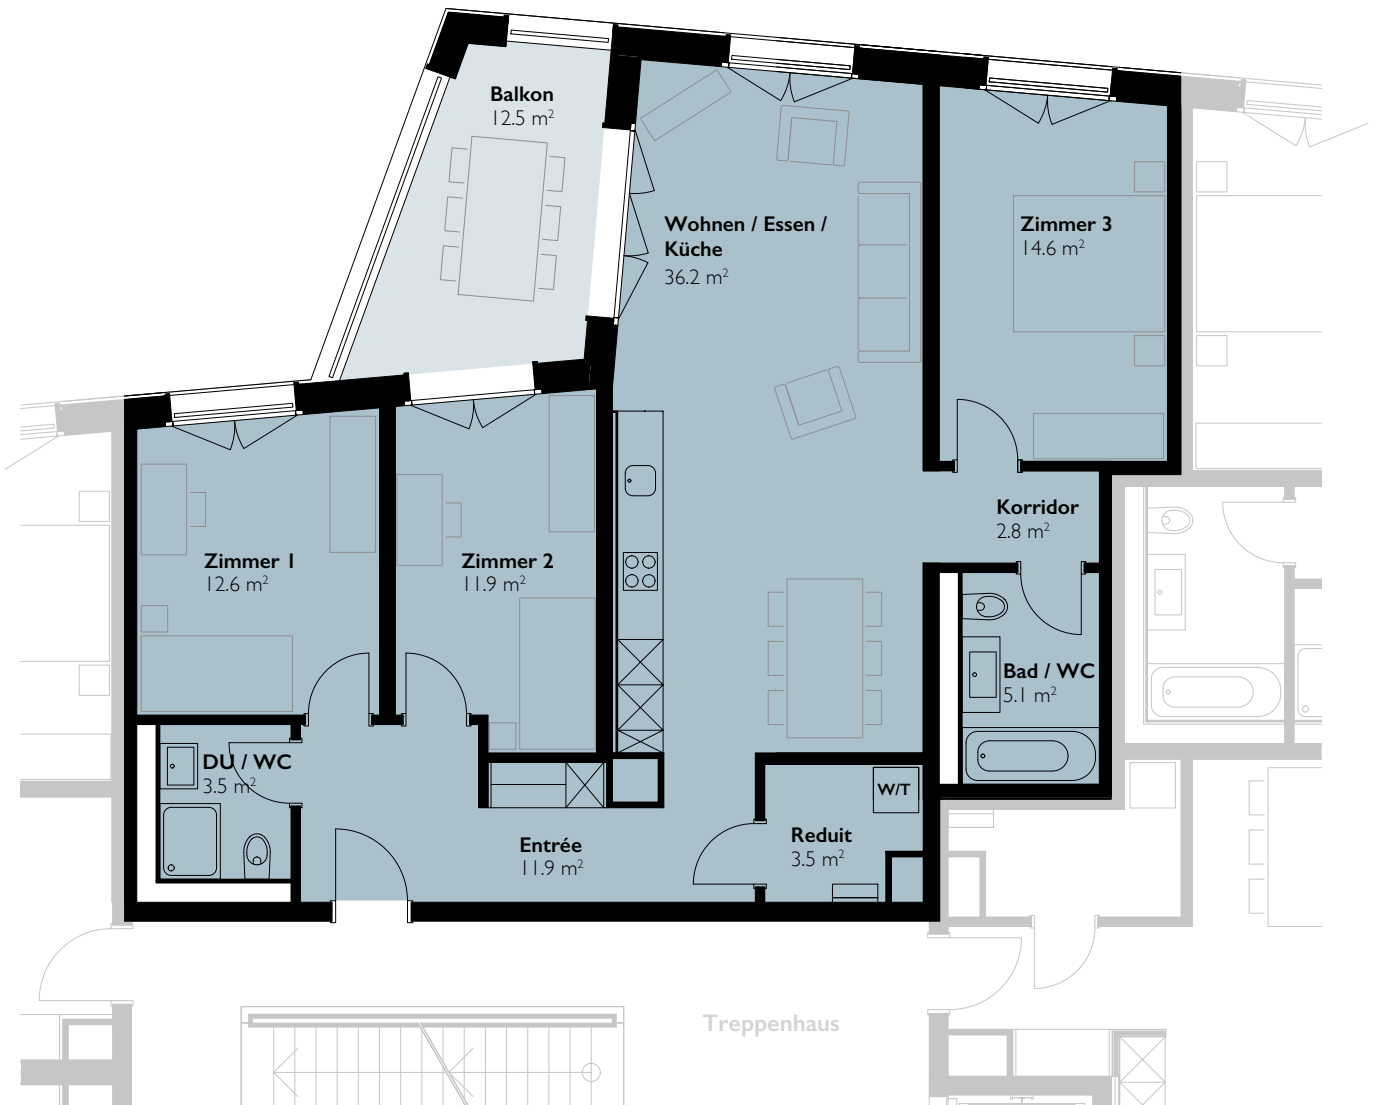 Balkon
12.5 m²
Wohnen / Essen /
Küche
36.2 m²
Zimmer 3
14.6 m²
Korridor
2.8 m²
Zimmer 1
12.6 m²
Zimmer 2
11.9 m²
Bad / WC
5.1 m²
DU / WC
3.5 m²
W/T
Reduit
3.5 m²
Entrée
11.9 m²
Treppenhaus